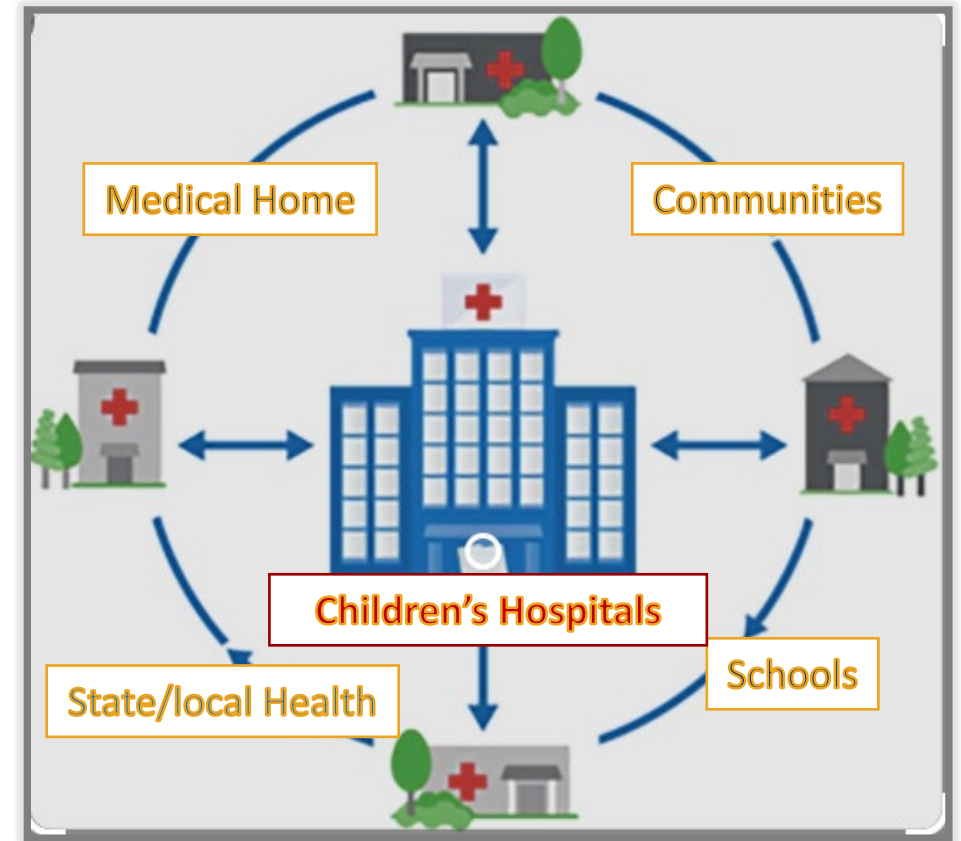 Medical Home
Communities
Children’s Hospitals
State/local Health
Schools